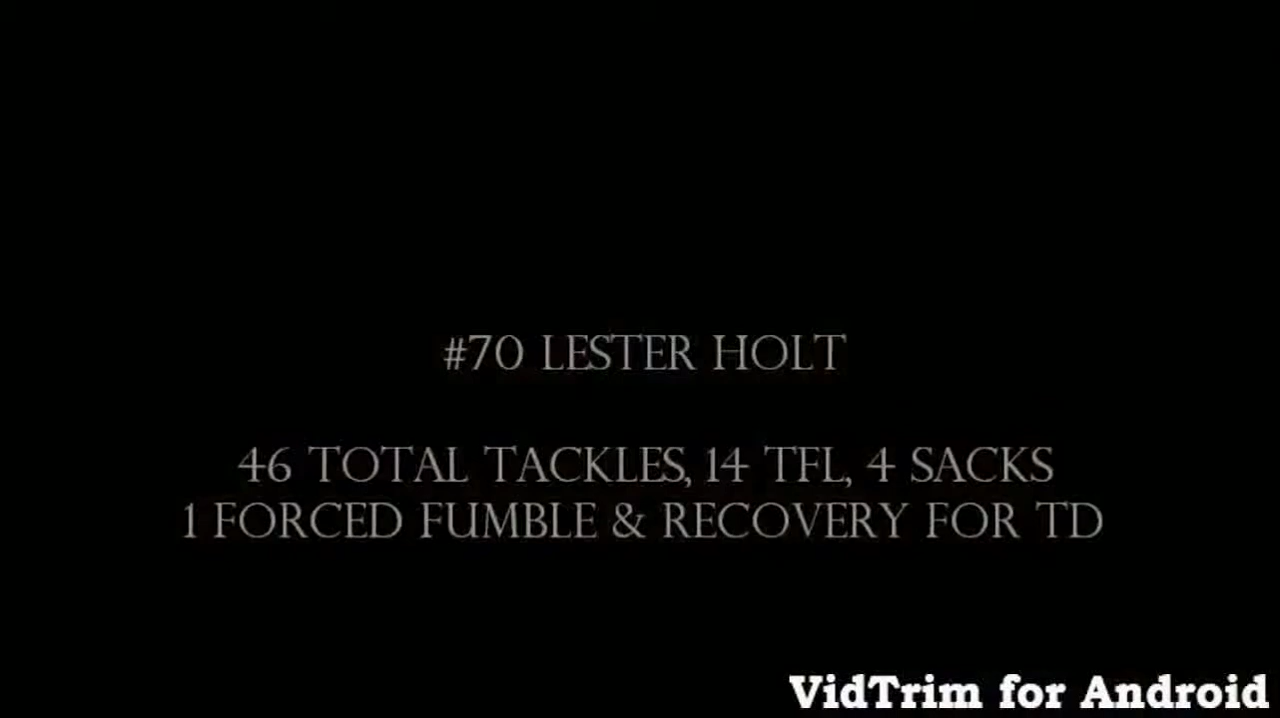 #70 LESTER HOLT
46 TOTAL TACKLES, 14 TFL, 4 SACKS
1 FORCED FUMBLE & RECOVERY FOR TD
VidTrim for Android